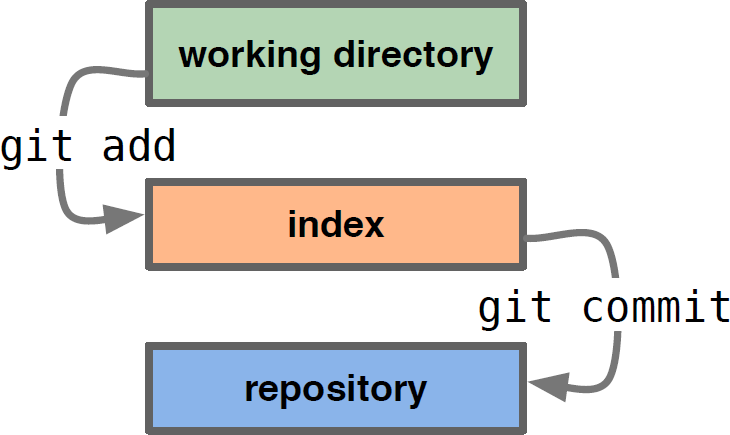 working directory
git add
index
git commit
repository